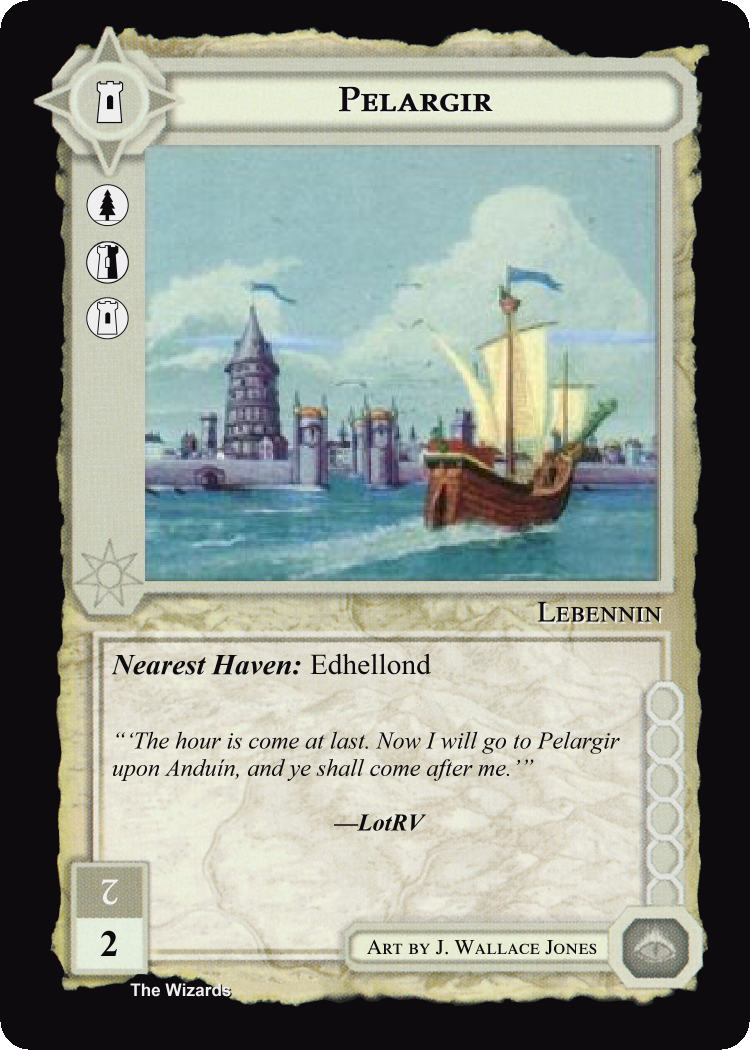 Pelargir
Lebennin
Nearest Haven: Edhellond
“‘The hour is come at last. Now I will go to Pelargir
upon Anduín, and ye shall come after me.’”
—LotRV
2
Art by J. Wallace Jones
The Wizards